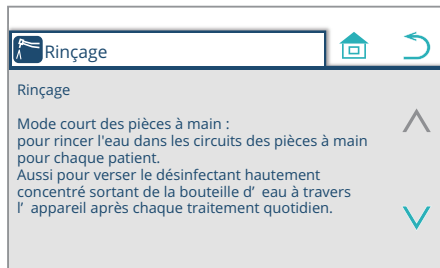 Rinçage
Rinçage
Mode court des pièces à main :
pour rincer l'eau dans les circuits des pièces à main
pour chaque patient.
Aussi pour verser le désinfectant hautement
concentré sortant de la bouteille d' eau à travers
l' appareil après chaque traitement quotidien.